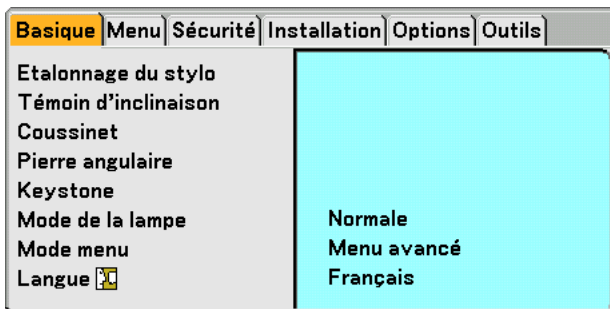 Basique Menu Sécurité Installation Options Outils
Etalonnage du stylo
Témoin d'inclinaison
Coussinet
Pierre angulaire
Keystone
Mode de la lampe Normale
Mode menu Menu avancé
Langue Français